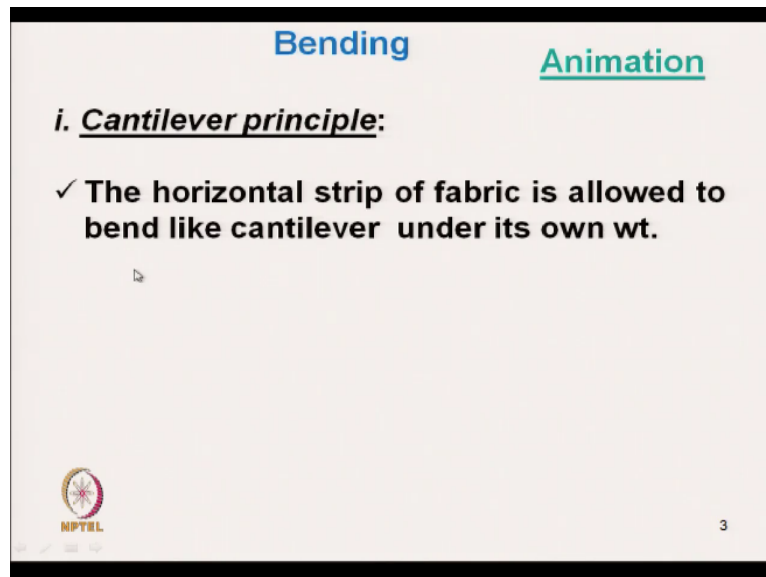 Bending
Animation
i. Cantilever principle:
✓ The horizontal strip of fabric is allowed to
bend like cantilever under its own wt.
NPTEL
3